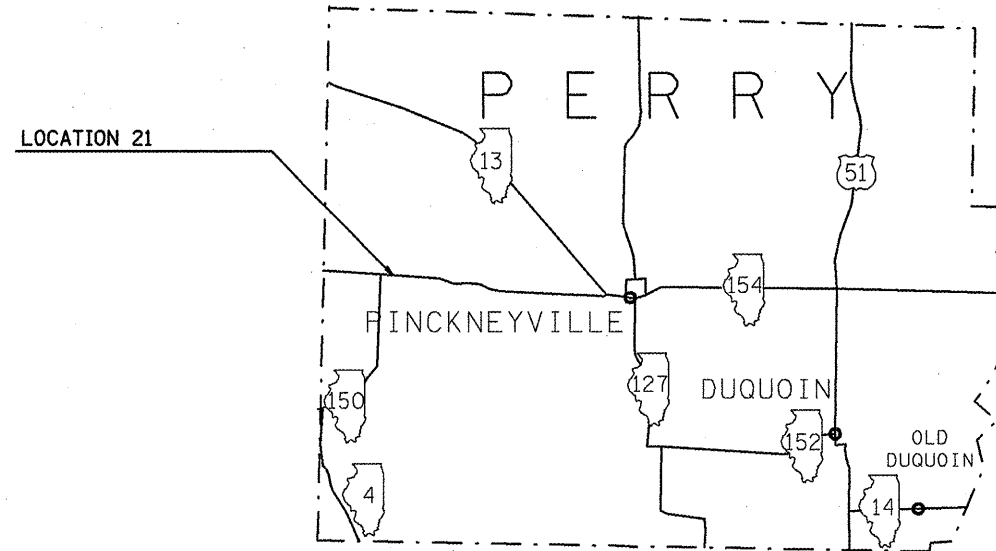 PERRY
LOCATION 21
13
51
154
PINCKNEYVILLE
150
127
DUQUOIN
152
OLD
DUQUOIN
4
14